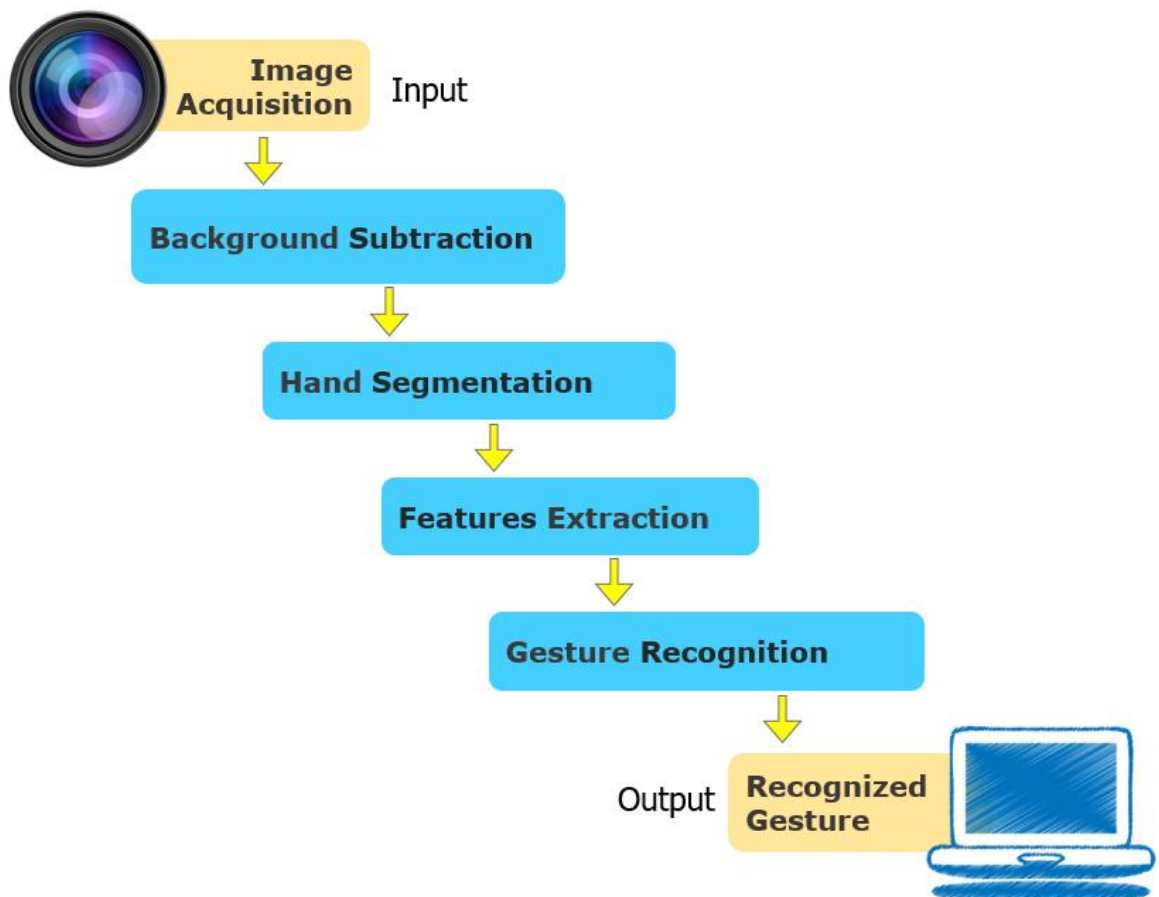 Image
Acquisition
Input
Background Subtraction
Hand Segmentation
Features Extraction
Gesture Recognition
Output
Recognized
Gesture